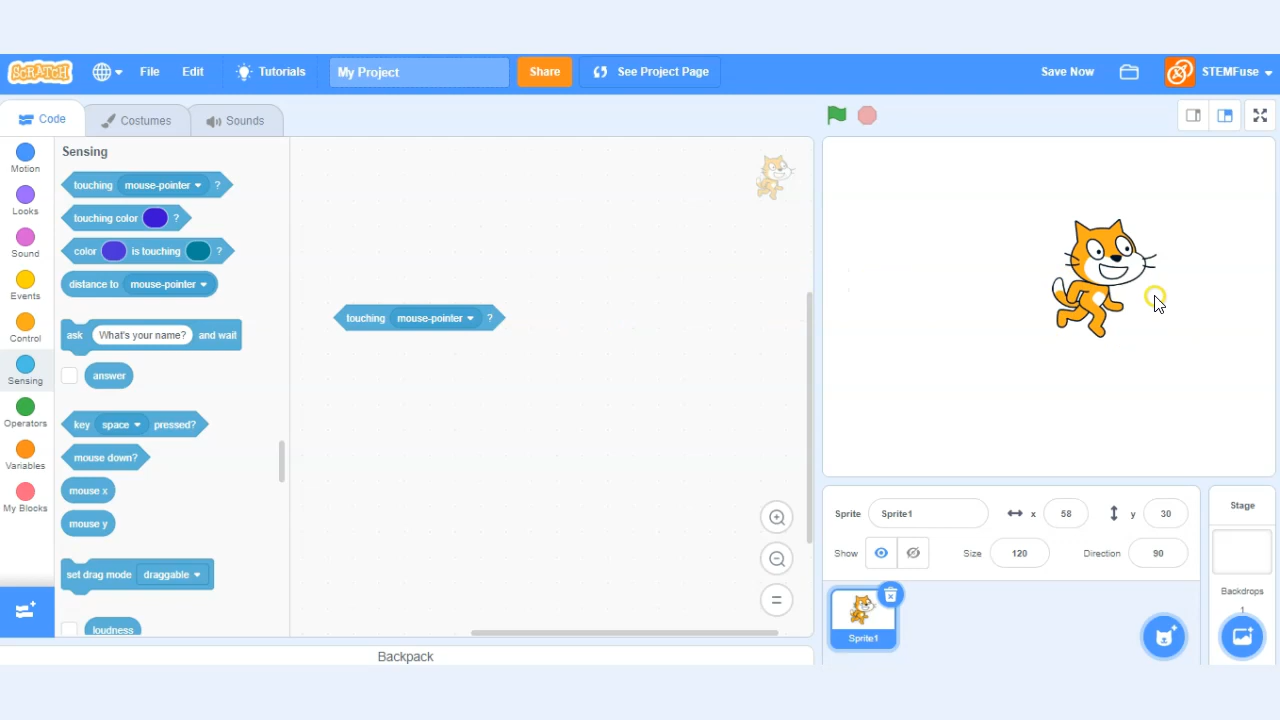 SCRATCH
File
Edit
Tutorials
My Project
Share
See Project Page
Save Now
STEMFuse
Code
Costumes
Sounds
Motion
Looks
Sound
Events
Control
Sensing
Operators
Variables
My Blocks
Sensing
touching mouse-pointer ?
touching color ?
color is touching ?
distance to mouse-pointer
ask What's your name? and wait
answer
key space pressed?
mouse down?
mouse x
mouse y
set drag mode draggable
loudness
touching mouse-pointer ?
Sprite Sprite1 x 58 y 30
Show Size 120 Direction 90
Sprite1
Stage
Backdrops
1
Backpack